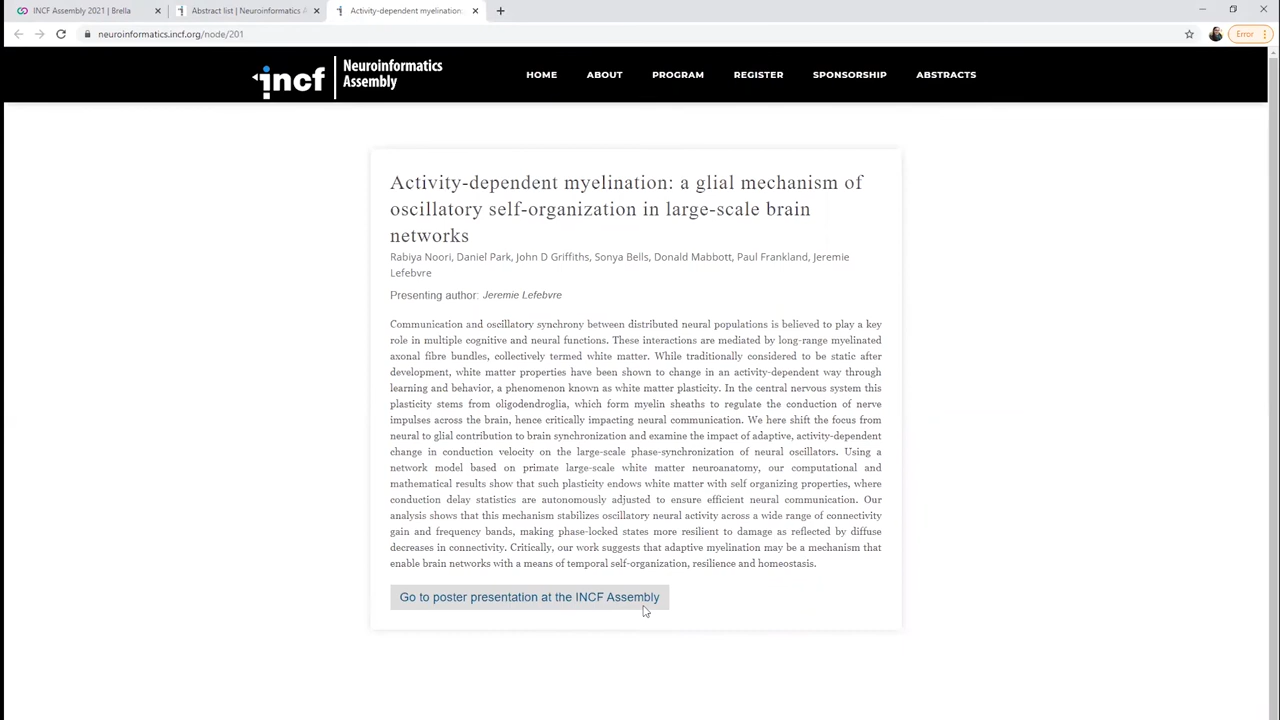 INCF Assembly 2021 | Brella
Abstract list | Neuroinformatics A
Activity-dependent myelination:
neuroinformatics.incf.org/node/201
Error
incf
Neuroinformatics
Assembly
HOME ABOUT PROGRAM REGISTER SPONSORSHIP ABSTRACTS
Activity-dependent myelination: a glial mechanism of
oscillatory self-organization in large-scale brain
networks
Rabiya Noori, Daniel Park, John D Griffiths, Sonya Bells, Donald Mabbott, Paul Frankland, Jeremie
Lefebvre
Presenting author: Jeremie Lefebvre
Communication and oscillatory synchrony between distributed neural populations is believed to play a key
role in multiple cognitive and neural functions. These interactions are mediated by long-range myelinated
axonal fibre bundles, collectively termed white matter. While traditionally considered to be static after
development, white matter properties have been shown to change in an activity-dependent way through
learning and behavior, a phenomenon known as white matter plasticity. In the central nervous system this
plasticity stems from oligodendroglia, which form myelin sheaths to regulate the conduction of nerve
impulses across the brain, hence critically impacting neural communication. We here shift the focus from
neural to glial contribution to brain synchronization and examine the impact of adaptive, activity-dependent
change in conduction velocity on the large-scale phase-synchronization of neural oscillators. Using a
network model based on primate large-scale white matter neuroanatomy, our computational and
mathematical results show that such plasticity endows white matter with self organizing properties, where
conduction delay statistics are autonomously adjusted to ensure efficient neural communication. Our
analysis shows that this mechanism stabilizes oscillatory neural activity across a wide range of connectivity
gain and frequency bands, making phase-locked states more resilient to damage as reflected by diffuse
decreases in connectivity. Critically, our work suggests that adaptive myelination may be a mechanism that
enable brain networks with a means of temporal self-organization, resilience and homeostasis.
Go to poster presentation at the INCF Assembly